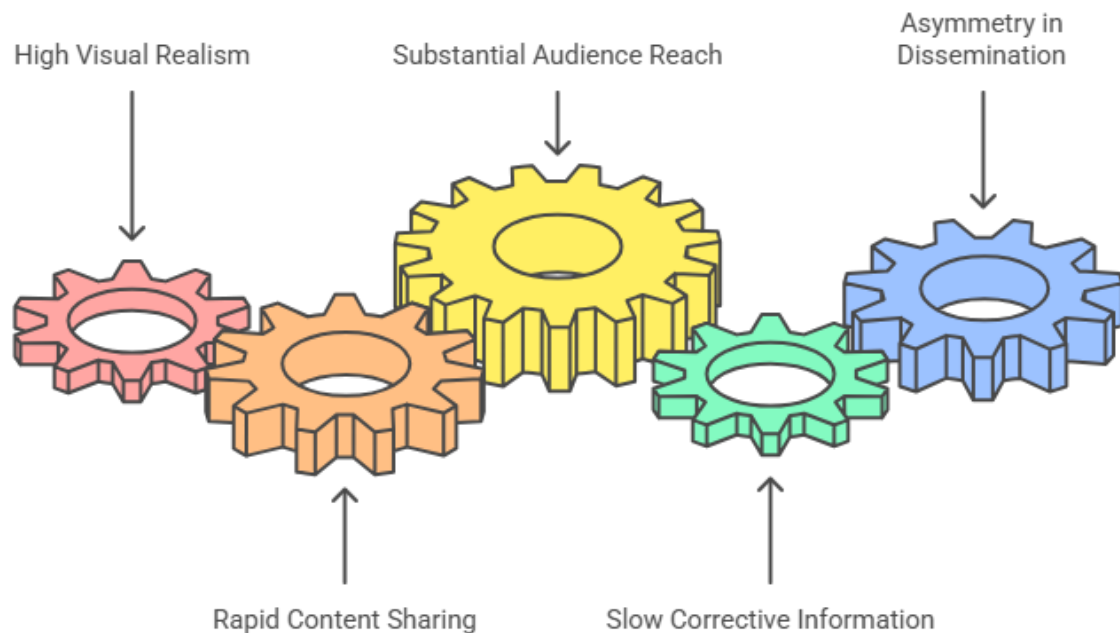 High Visual Realism
Substantial Audience Reach
Asymmetry in
Dissemination
Rapid Content Sharing
Slow Corrective Information